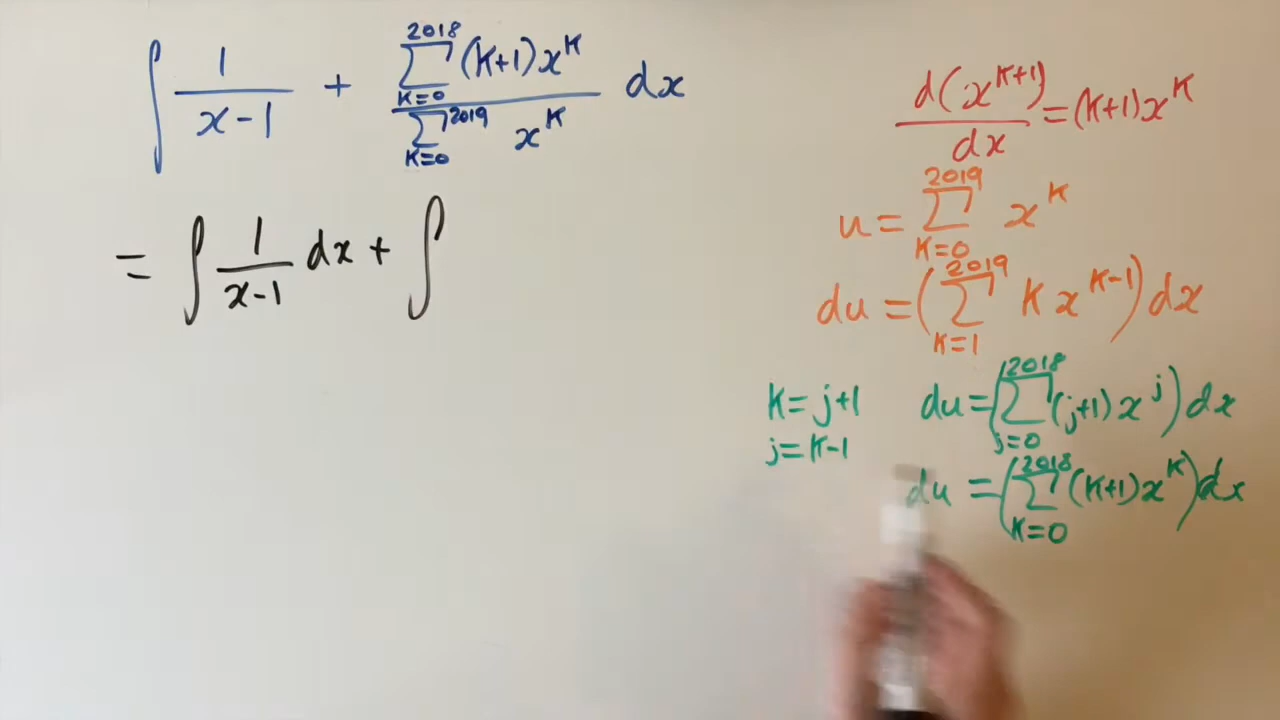 ∫ 1/(x-1) + (∑_{K=0}^{2018} (K+1)x^K)/(∑_{K=0}^{2019} x^K) dx
= ∫ 1/(x-1) dx + ∫
d(x^{K+1})/dx = (K+1)x^K
u = ∑_{K=0}^{2019} x^K
du = (∑_{K=1}^{2019} K x^{K-1}) dx
K = j+1 du = (∑_{j=0}^{2018} (j+1) x^j) dx
j = K-1
du = (∑_{K=0}^{2018} (K+1) x^K) dx